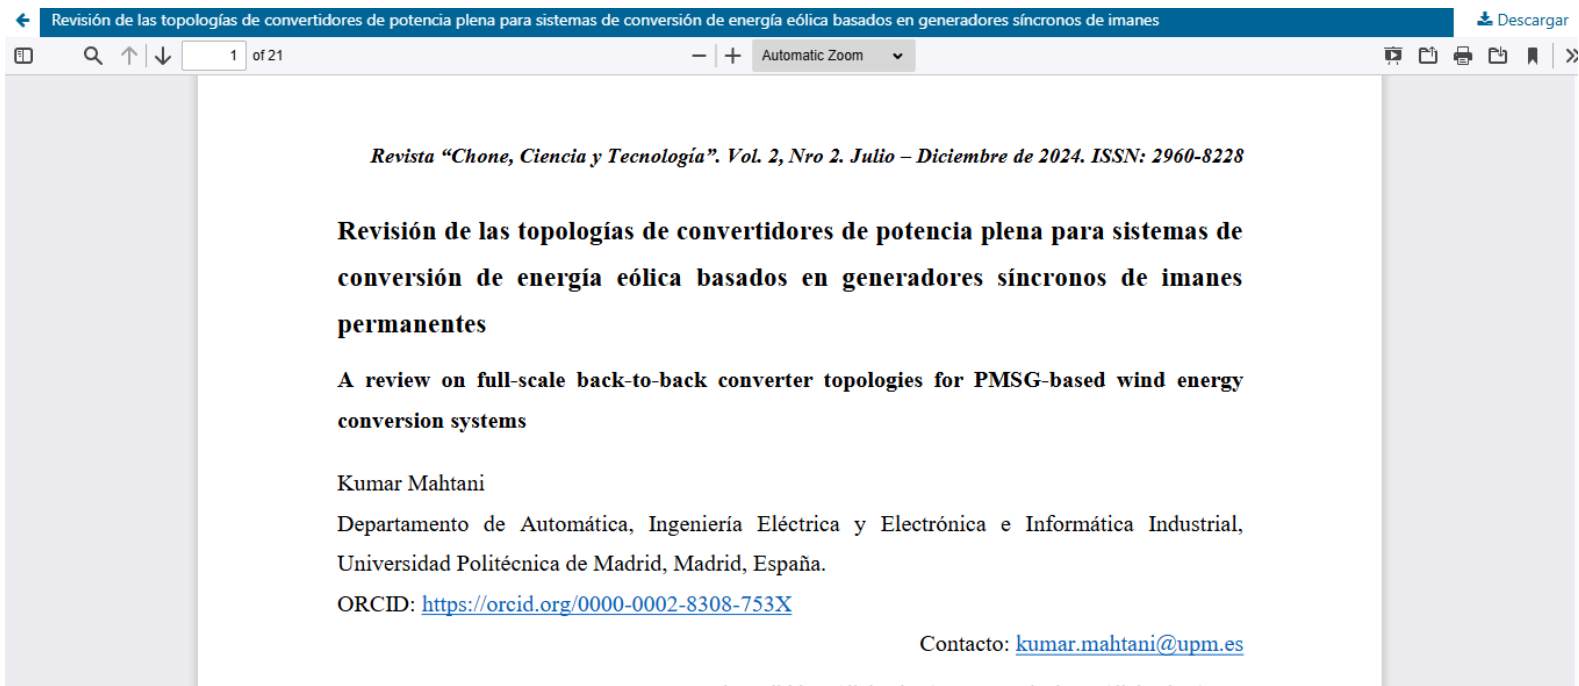 Revisión de las topologías de convertidores de potencia plena para sistemas de conversión de energía eólica basados en generadores síncronos de imanes
Descargar
1 of 21
Automatic Zoom
Revista “Chone, Ciencia y Tecnología”. Vol. 2, Nro 2. Julio – Diciembre de 2024. ISSN: 2960-8228
Revisión de las topologías de convertidores de potencia plena para sistemas de
conversión de energía eólica basados en generadores síncronos de imanes
permanentes
A review on full-scale back-to-back converter topologies for PMSG-based wind energy
conversion systems
Kumar Mahtani
Departamento de Automática, Ingeniería Eléctrica y Electrónica e Informática Industrial,
Universidad Politécnica de Madrid, Madrid, España.
ORCID: https://orcid.org/0000-0002-8308-753X
Contacto: kumar.mahtani@upm.es